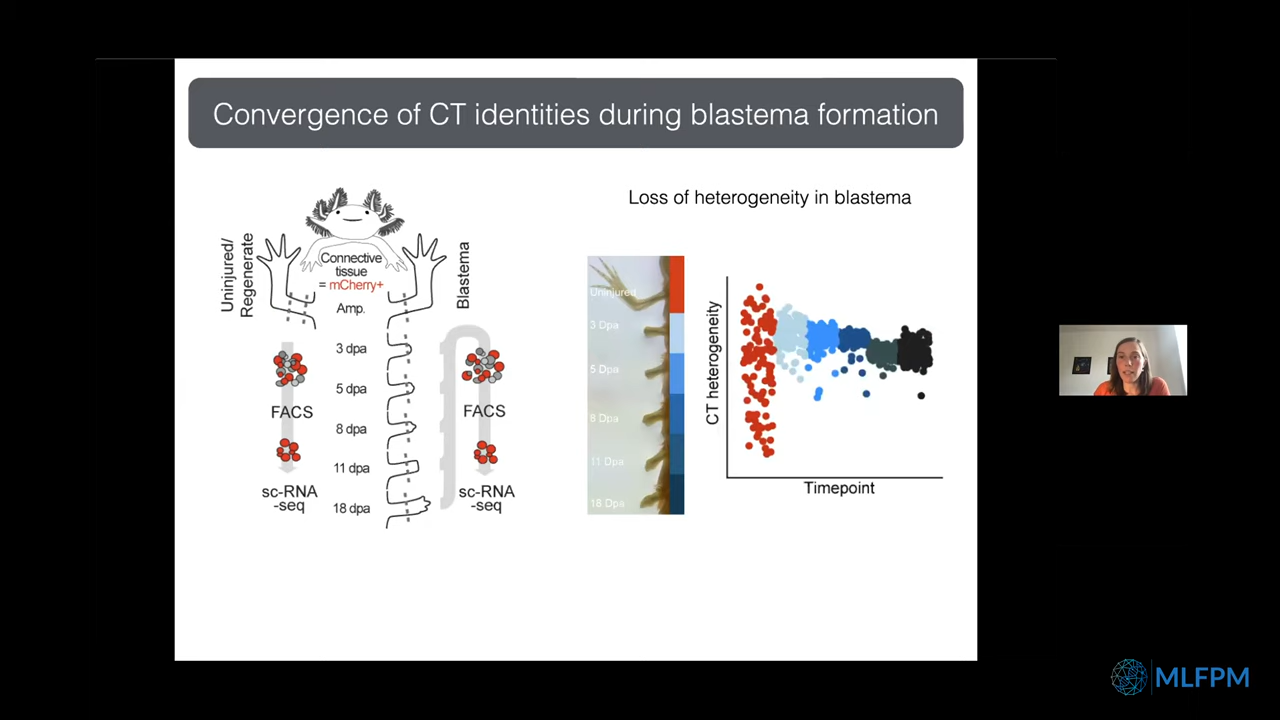 Convergence of CT identities during blastema formation
Uninjured/
Regenerate
Connective
tissue
= mCherry+
Amp.
3 dpa
5 dpa
8 dpa
11 dpa
18 dpa
Blastema
FACS
sc-RNA
-seq
FACS
sc-RNA
-seq
Loss of heterogeneity in blastema
Uninjured
3 Dpa
5 Dpa
8 Dpa
11 Dpa
18 Dpa
CT heterogeneity
Timepoint
MLFPM